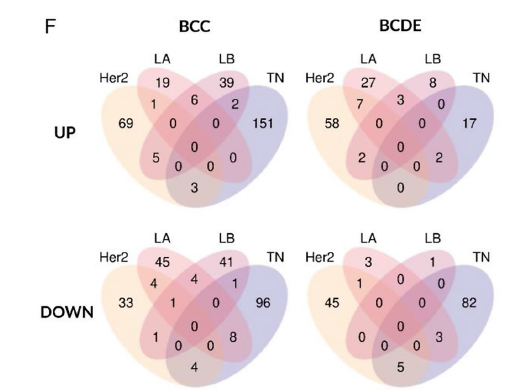 F
BCC BCDE
LA LB LA LB
Her2 TN Her2 TN
19 39 27 8
1 6 2 7 3 0
UP
69 0 0 151 58 0 0 17
0 0
5 0 0 0 2 0 0 2
3 0
LA LB LA LB
Her2 TN Her2 TN
45 41 3 1
4 4 1 1 0 0
DOWN
33 1 0 96 45 0 0 82
0 0
1 0 0 8 0 0 0 3
4 5